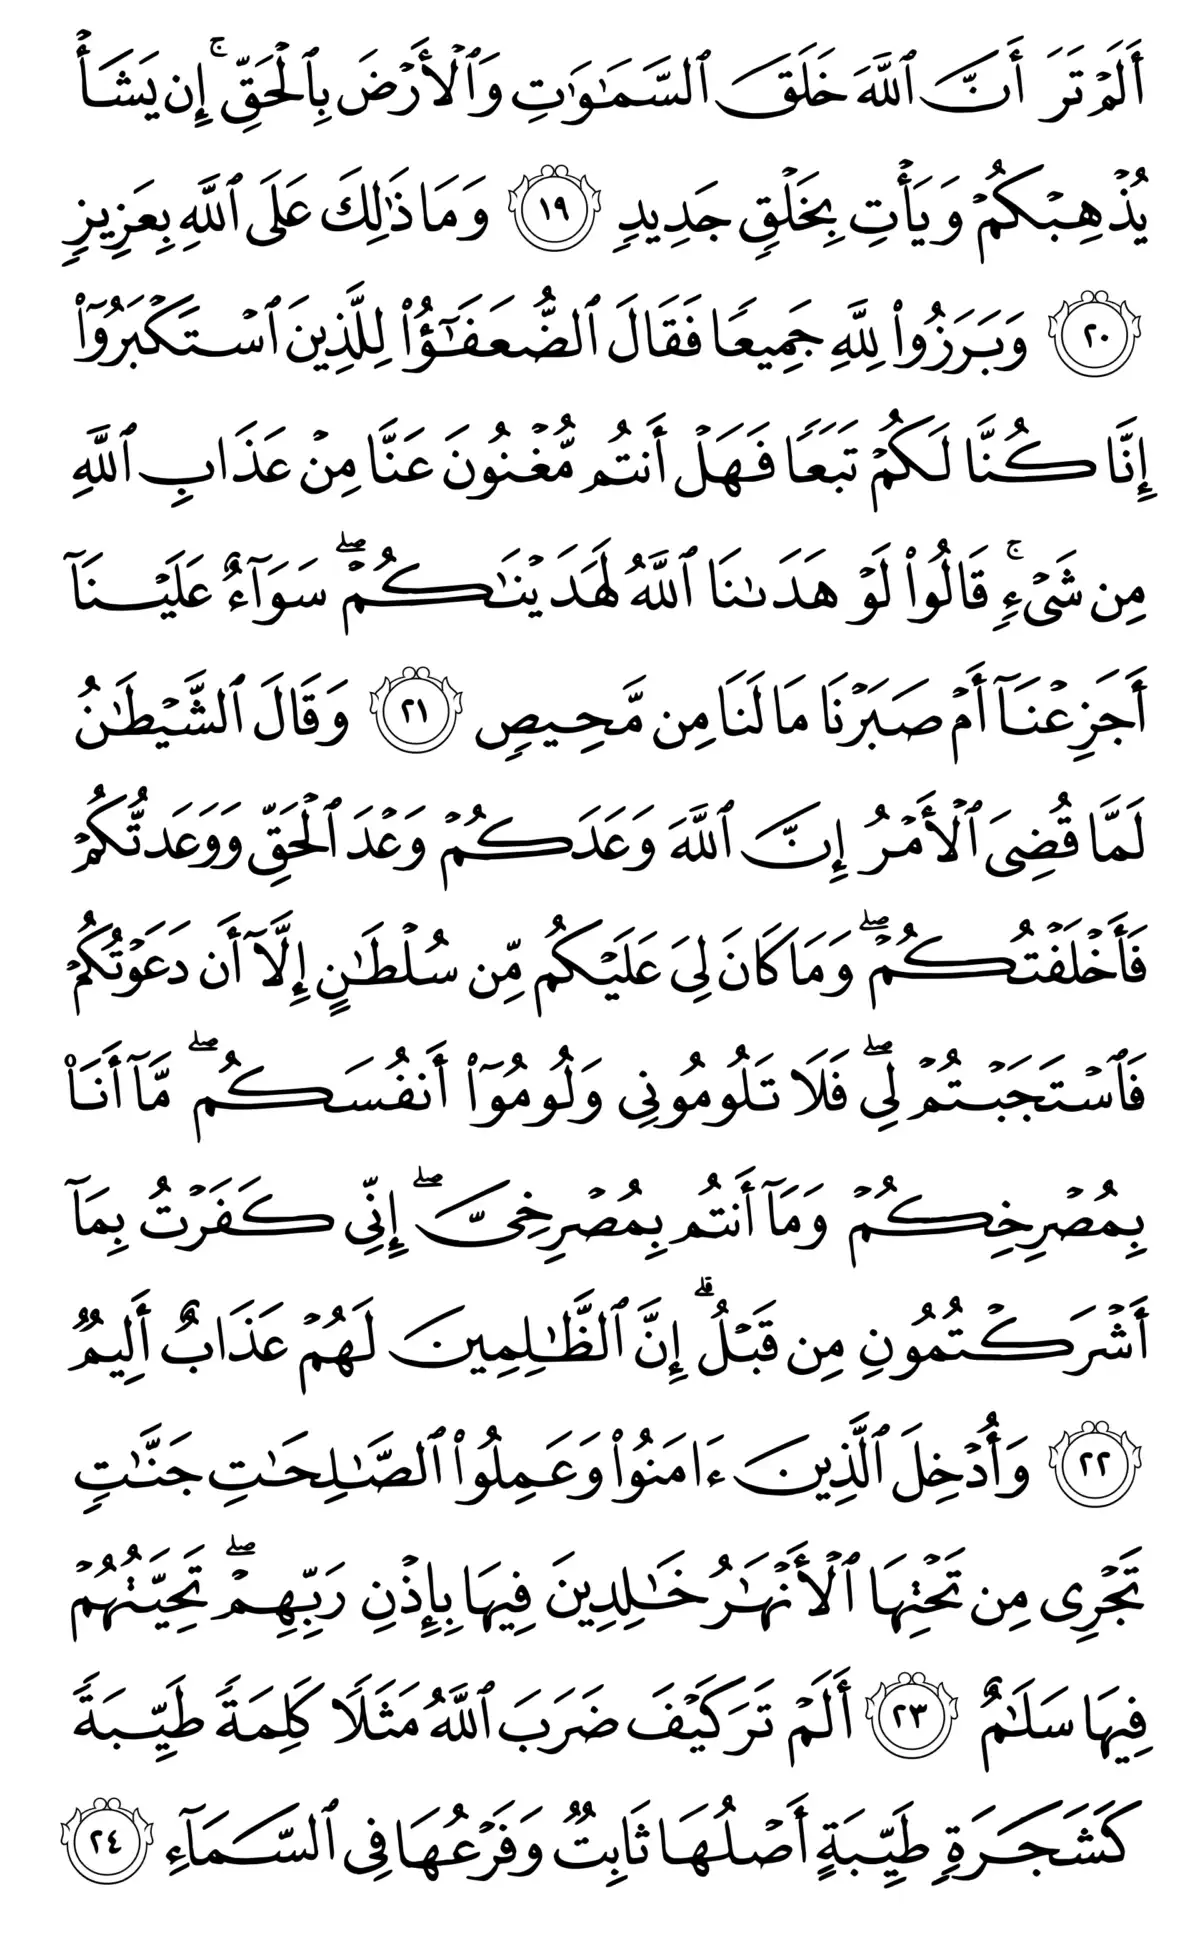 أَلَمْ تَرَ أَنَّ ٱللَّهَ خَلَقَ ٱلسَّمَٰوَٰتِ وَٱلْأَرْضَ بِٱلْحَقِّ ۚ إِن يَشَأْ
يُذْهِبْكُمْ وَيَأْتِ بِخَلْقٍ جَدِيدٍ ١٩ وَمَا ذَٰلِكَ عَلَى ٱللَّهِ بِعَزِيزٍ
٢٠ وَبَرَزُوا۟ لِلَّهِ جَمِيعًا فَقَالَ ٱلضُّعَفَٰٓؤُا۟ لِلَّذِينَ ٱسْتَكْبَرُوٓا۟
إِنَّا كُنَّا لَكُمْ تَبَعًا فَهَلْ أَنتُم مُّغْنُونَ عَنَّا مِنْ عَذَابِ ٱللَّهِ
مِن شَىْءٍ ۚ قَالُوا۟ لَوْ هَدَىٰنَا ٱللَّهُ لَهَدَيْنَٰكُمْ ۖ سَوَآءٌ عَلَيْنَآ
أَجَزِعْنَآ أَمْ صَبَرْنَا مَا لَنَا مِن مَّحِيصٍ ٢١ وَقَالَ ٱلشَّيْطَٰنُ
لَمَّا قُضِىَ ٱلْأَمْرُ إِنَّ ٱللَّهَ وَعَدَكُمْ وَعْدَ ٱلْحَقِّ وَوَعَدتُّكُمْ
فَأَخْلَفْتُكُمْ ۖ وَمَا كَانَ لِىَ عَلَيْكُم مِّن سُلْطَٰنٍ إِلَّآ أَن دَعَوْتُكُمْ
فَٱسْتَجَبْتُمْ لِى ۖ فَلَا تَلُومُونِى وَلُومُوٓا۟ أَنفُسَكُم ۖ مَّآ أَنَا۠
بِمُصْرِخِكُمْ وَمَآ أَنتُم بِمُصْرِخِىَّ ۖ إِنِّى كَفَرْتُ بِمَآ
أَشْرَكْتُمُونِ مِن قَبْلُ ۗ إِنَّ ٱلظَّٰلِمِينَ لَهُمْ عَذَابٌ أَلِيمٌ
٢٢ وَأُدْخِلَ ٱلَّذِينَ ءَامَنُوا۟ وَعَمِلُوا۟ ٱلصَّٰلِحَٰتِ جَنَّٰتٍ
تَجْرِى مِن تَحْتِهَا ٱلْأَنْهَٰرُ خَٰلِدِينَ فِيهَا بِإِذْنِ رَبِّهِمْ ۖ تَحِيَّتُهُمْ
فِيهَا سَلَٰمٌ ٢٣ أَلَمْ تَرَ كَيْفَ ضَرَبَ ٱللَّهُ مَثَلًا كَلِمَةً طَيِّبَةً
كَشَجَرَةٍ طَيِّبَةٍ أَصْلُهَا ثَابِتٌ وَفَرْعُهَا فِى ٱلسَّمَآءِ ٢٤